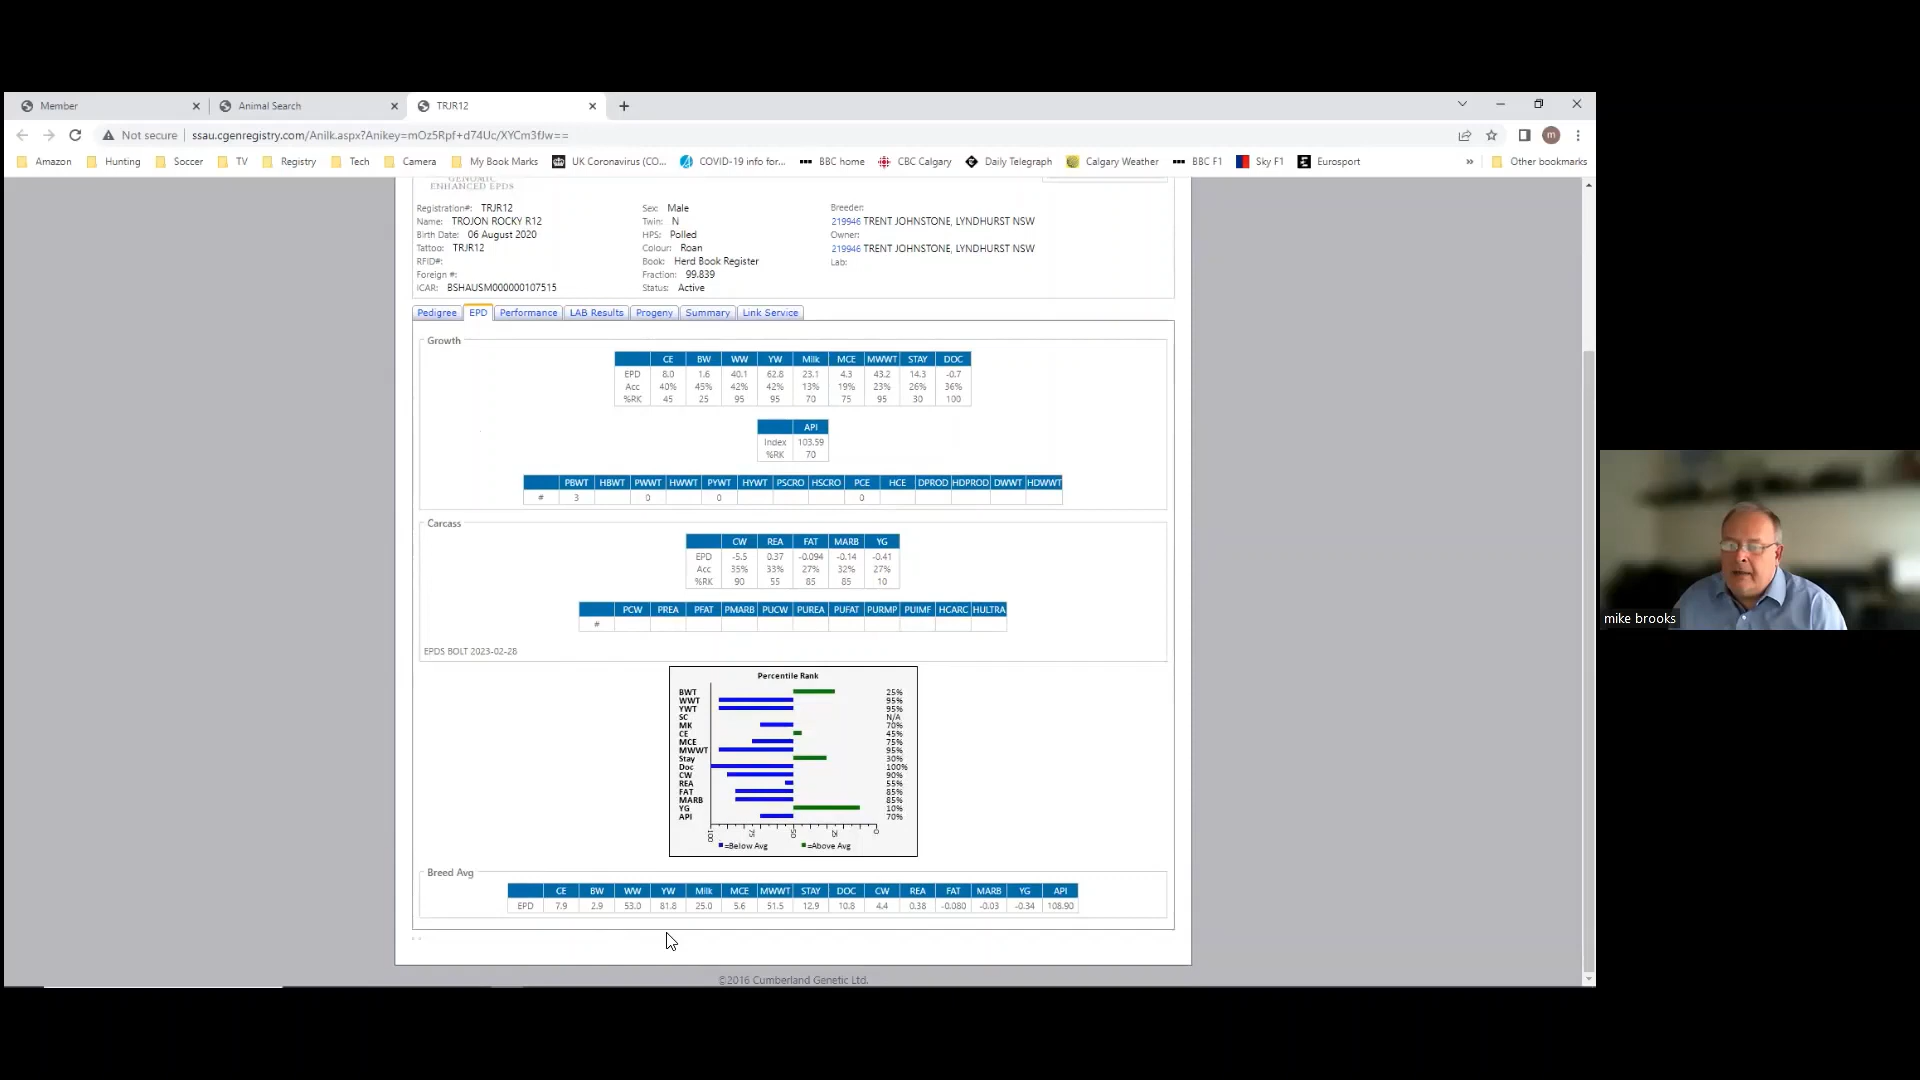 Member
Animal Search
TRJR12
Not secure ssau.cgenregistry.com/Anilk.aspx?Anikey=mOz5Rpf+d74Uc/XYCm3fJw==
m
Amazon Hunting Soccer TV Registry Tech Camera My Book Marks UK Coronavirus (CO... COVID-19 info for... BBC home CBC Calgary Daily Telegraph Calgary Weather BBC F1 Sky F1 Eurosport » Other bookmarks
GENOMIC
ENHANCED EPDS
Registration#: TRJR12 Sex: Male Breeder:
Name: TROJON ROCKY R12 Twin: N 219946 TRENT JOHNSTONE, LYNDHURST NSW
Birth Date: 06 August 2020 HPS: Polled Owner:
Tattoo: TRJR12 Colour: Roan 219946 TRENT JOHNSTONE, LYNDHURST NSW
RFID#: Book: Herd Book Register Lab:
Foreign #: Fraction: 99.839
ICAR: BSHAUSM000000107515 Status: Active
Pedigree EPD Performance LAB Results Progeny Summary Link Service
Growth
CE BW WW YW Milk MCE MWWT STAY DOC
EPD 8.0 1.6 40.1 62.8 23.1 4.3 43.2 14.3 -0.7
Acc 40% 45% 42% 42% 13% 19% 23% 26% 36%
%RK 45 25 95 95 70 75 95 30 100
API
Index 103.59
%RK 70
PBWT HBWT PWWT HWWT PYWT HYWT PSCRO HSCRO PCE HCE DPROD HDPROD DWWT HDWWT
# 3 0 0 0
Carcass
CW REA FAT MARB YG
EPD -5.5 0.37 -0.094 -0.14 -0.41
Acc 35% 33% 27% 32% 27%
%RK 90 55 85 85 10
PCW PREA PFAT PMARB PUCW PUREA PUFAT PURMP PUIMF HCARC HULTRA
#
EPDS BOLT 2023-02-28
Percentile Rank
BWT 25%
WWT 95%
YWT 95%
SC N/A
MK 70%
CE 45%
MCE 75%
MWWT 95%
Stay 30%
Doc 100%
CW 90%
REA 55%
FAT 85%
MARB 85%
YG 10%
API 70%
100 75 50 25 0
=Below Avg =Above Avg
Breed Avg
CE BW WW YW Milk MCE MWWT STAY DOC CW REA FAT MARB YG API
EPD 7.9 2.9 53.0 81.8 25.0 5.6 51.5 12.9 10.8 4.4 0.38 -0.080 -0.03 -0.34 108.90
©2016 Cumberland Genetic Ltd.
mike brooks